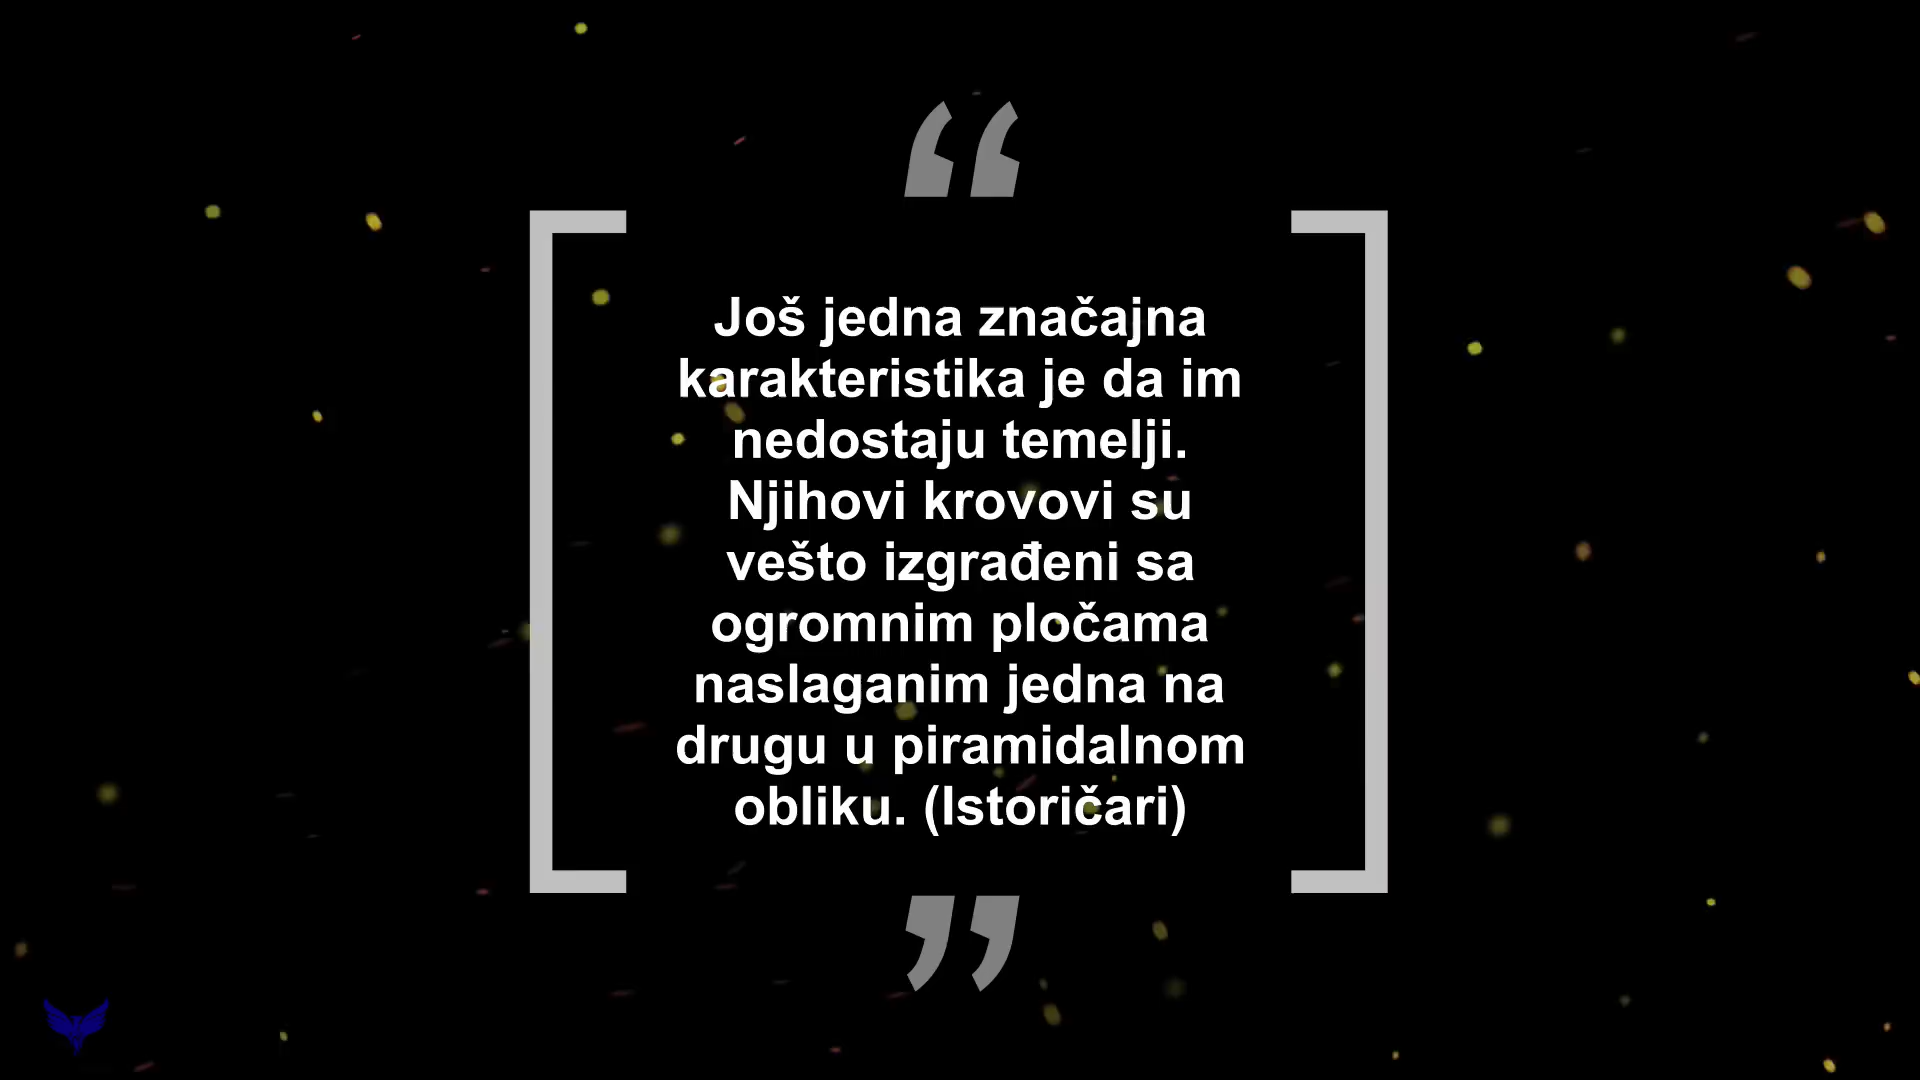 Još jedna značajna
karakteristika je da im
nedostaju temelji.
Njihovi krovovi su
vešto izgrađeni sa
ogromnim pločama
naslaganim jedna na
drugu u piramidalnom
obliku. (Istoričari)